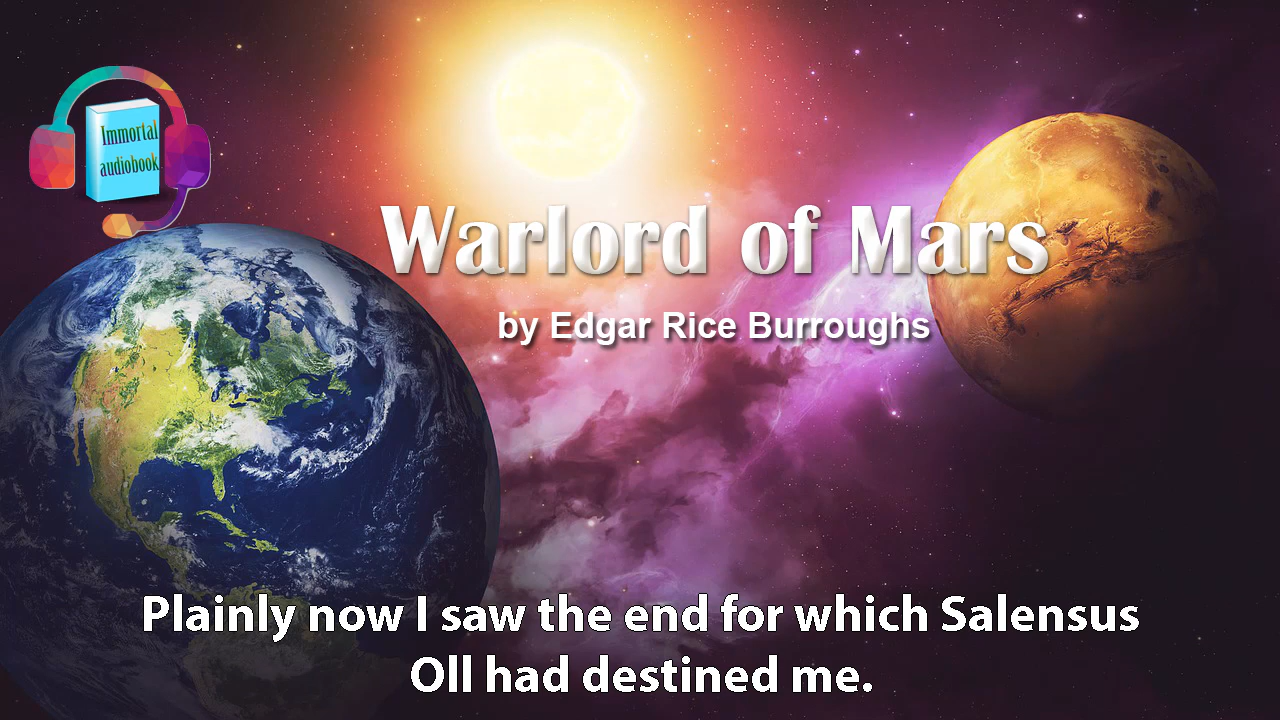 Immortal
audiobook
Warlord of Mars
by Edgar Rice Burroughs
Plainly now I saw the end for which Salensus
Oll had destined me.